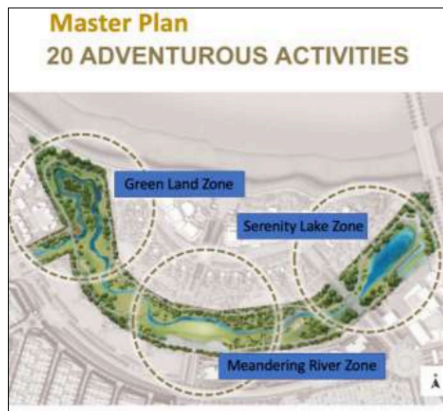 Master Plan
20 ADVENTUROUS ACTIVITIES
Green Land Zone
Serenity Lake Zone
Meandering River Zone
A